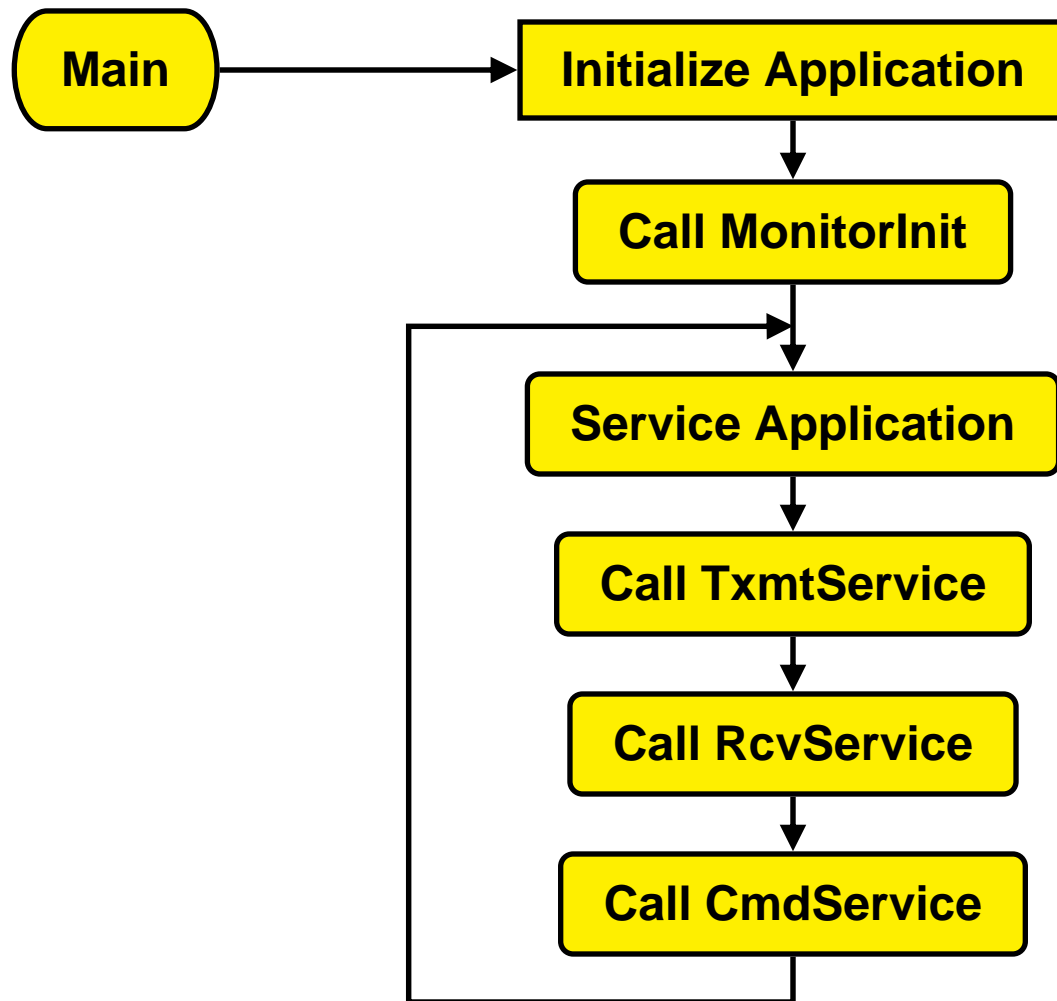 Main
Initialize Application
Call MonitorInit
Service Application
Call TxmtService
Call RcvService
Call CmdService